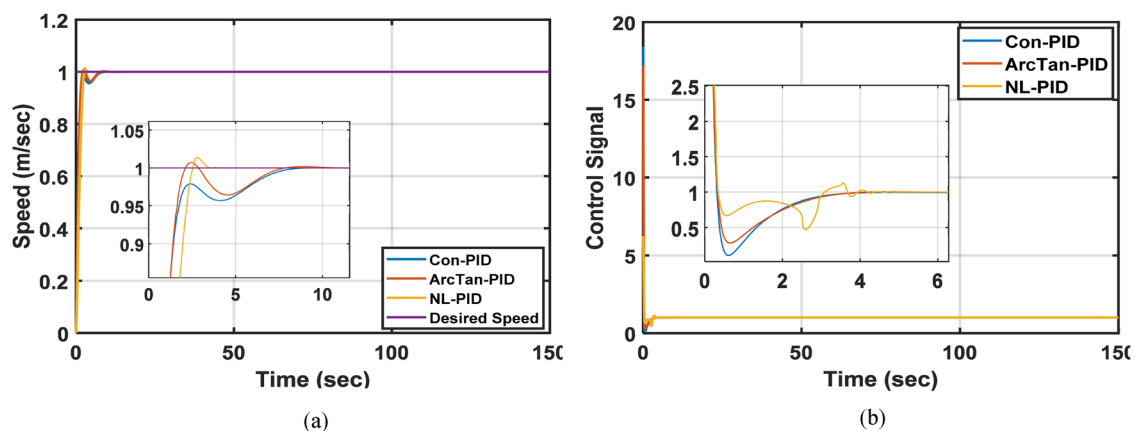 1.2
1
0.8
0.6
0.4
0.2
0
Speed (m/sec)
1.05
1
0.95
0.9
0
5
10
Con-PID
ArcTan-PID
NL-PID
Desired Speed
0
50
100
150
Time (sec)
(a)
20
15
10
5
0
Control Signal
2.5
2
1.5
1
0.5
0
2
4
6
Con-PID
ArcTan-PID
NL-PID
0
50
100
150
Time (sec)
(b)